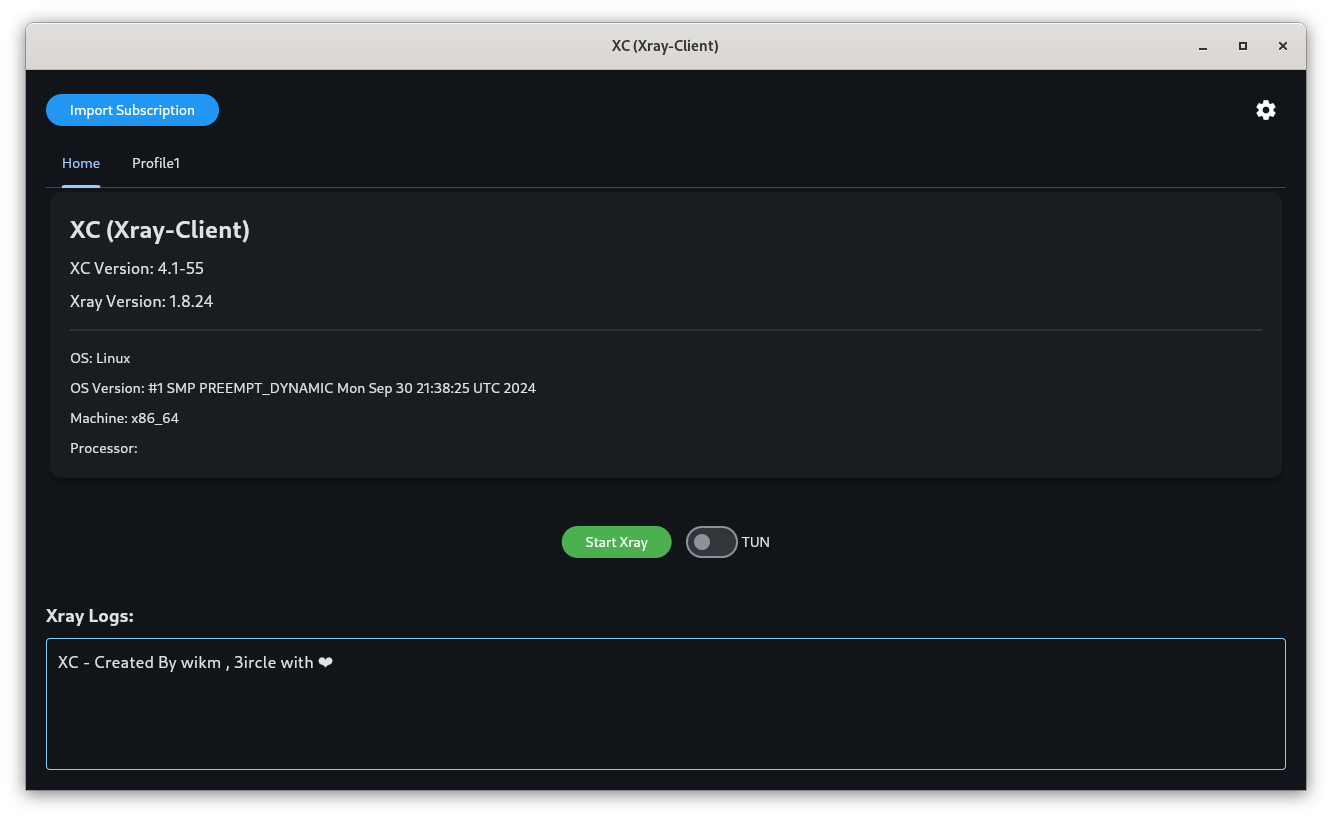 XC (Xray-Client)
Import Subscription
Home Profile1
XC (Xray-Client)
XC Version: 4.1-55
Xray Version: 1.8.24
OS: Linux
OS Version: #1 SMP PREEMPT_DYNAMIC Mon Sep 30 21:38:25 UTC 2024
Machine: x86_64
Processor:
Start Xray TUN
Xray Logs:
XC - Created By wikm , 3ircle with ❤